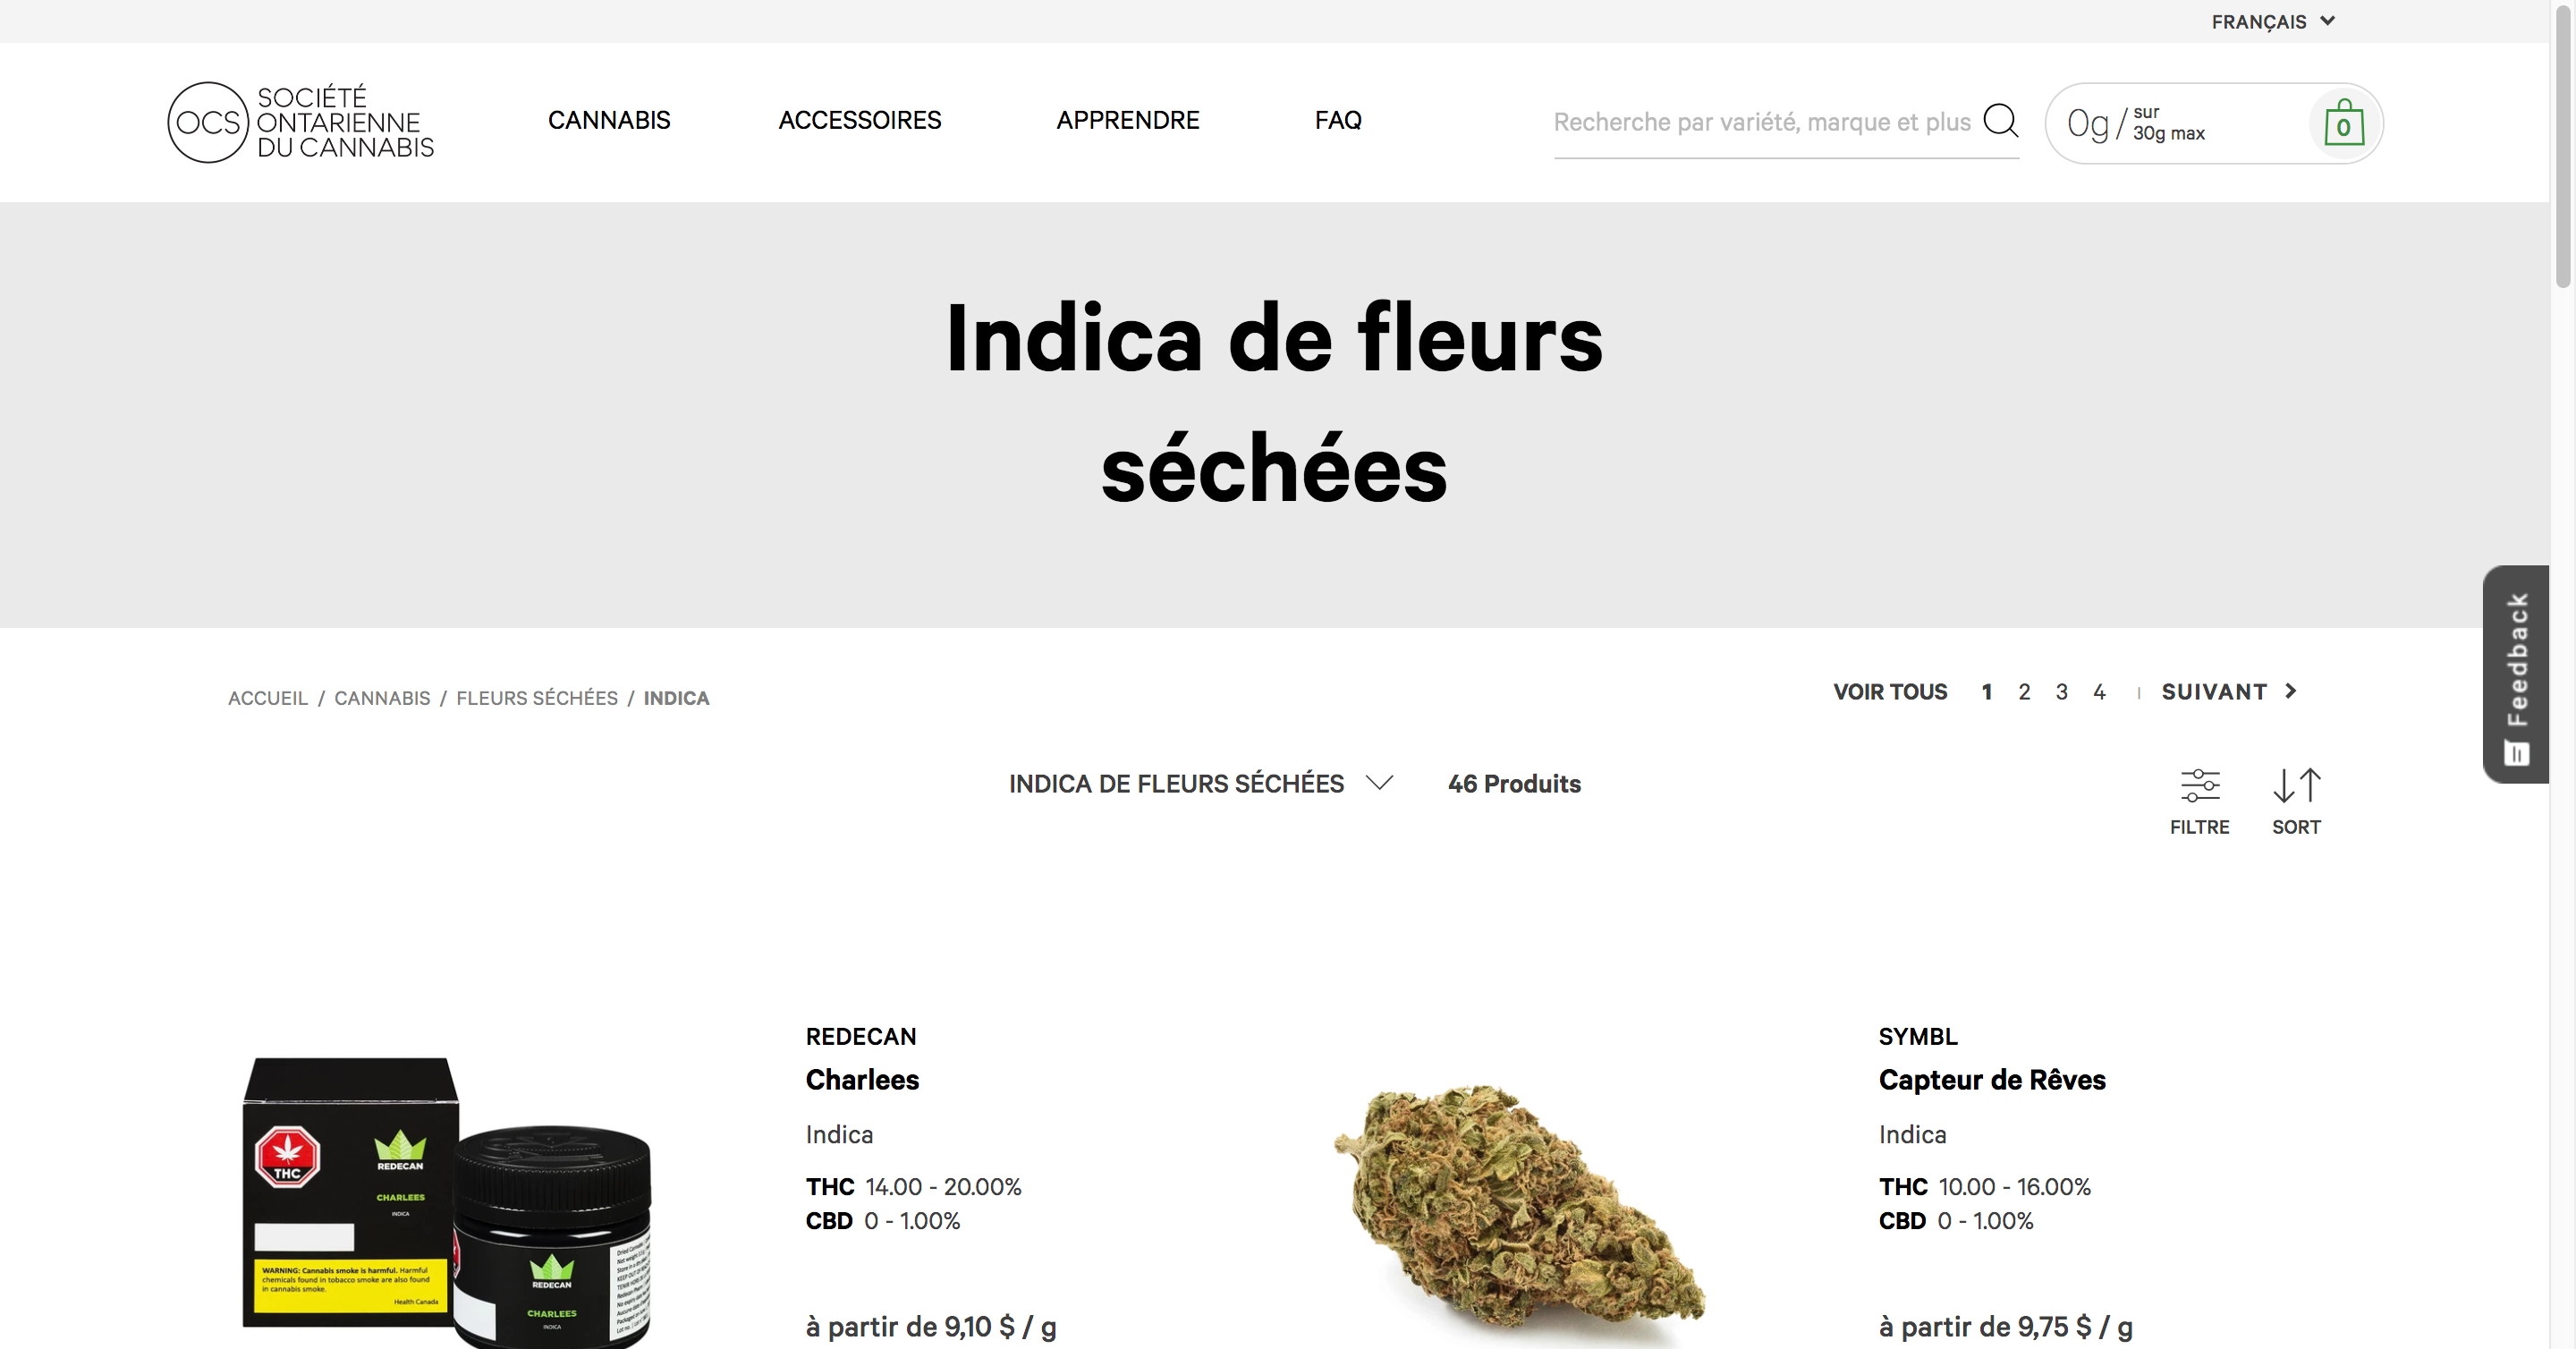 FRANÇAIS
OCS
SOCIÉTÉ
ONTARIENNE
DU CANNABIS
CANNABIS
ACCESSOIRES
APPRENDRE
FAQ
Recherche par variété, marque et plus
0g / sur
30g max
0
Indica de fleurs
séchées
Feedback
ACCUEIL / CANNABIS / FLEURS SÉCHÉES / INDICA
VOIR TOUS 1 2 3 4 | SUIVANT
INDICA DE FLEURS SÉCHÉES
46 Produits
FILTRE
SORT
THC
REDECAN
CHARLEES
INDICA
WARNING: Cannabis smoke is harmful. Harmful
chemicals found in tobacco smoke are also found
in cannabis smoke.
Health Canada
REDECAN
CHARLEES
INDICA
REDECAN
Charlees
Indica
THC 14.00 - 20.00%
CBD 0 - 1.00%
à partir de 9,10 $ / g
SYMBL
Capteur de Rêves
Indica
THC 10.00 - 16.00%
CBD 0 - 1.00%
à partir de 9,75 $ / g